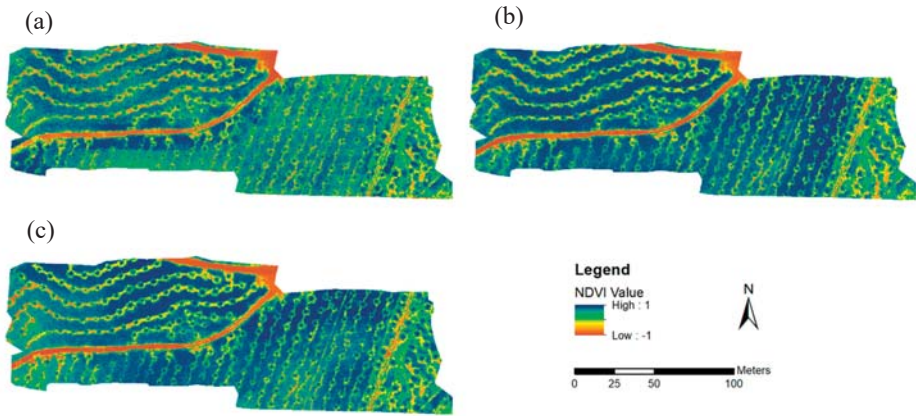 (a)
(b)
(c)
Legend
NDVI Value
High : 1
Low : -1
N
Meters
0 25 50 100